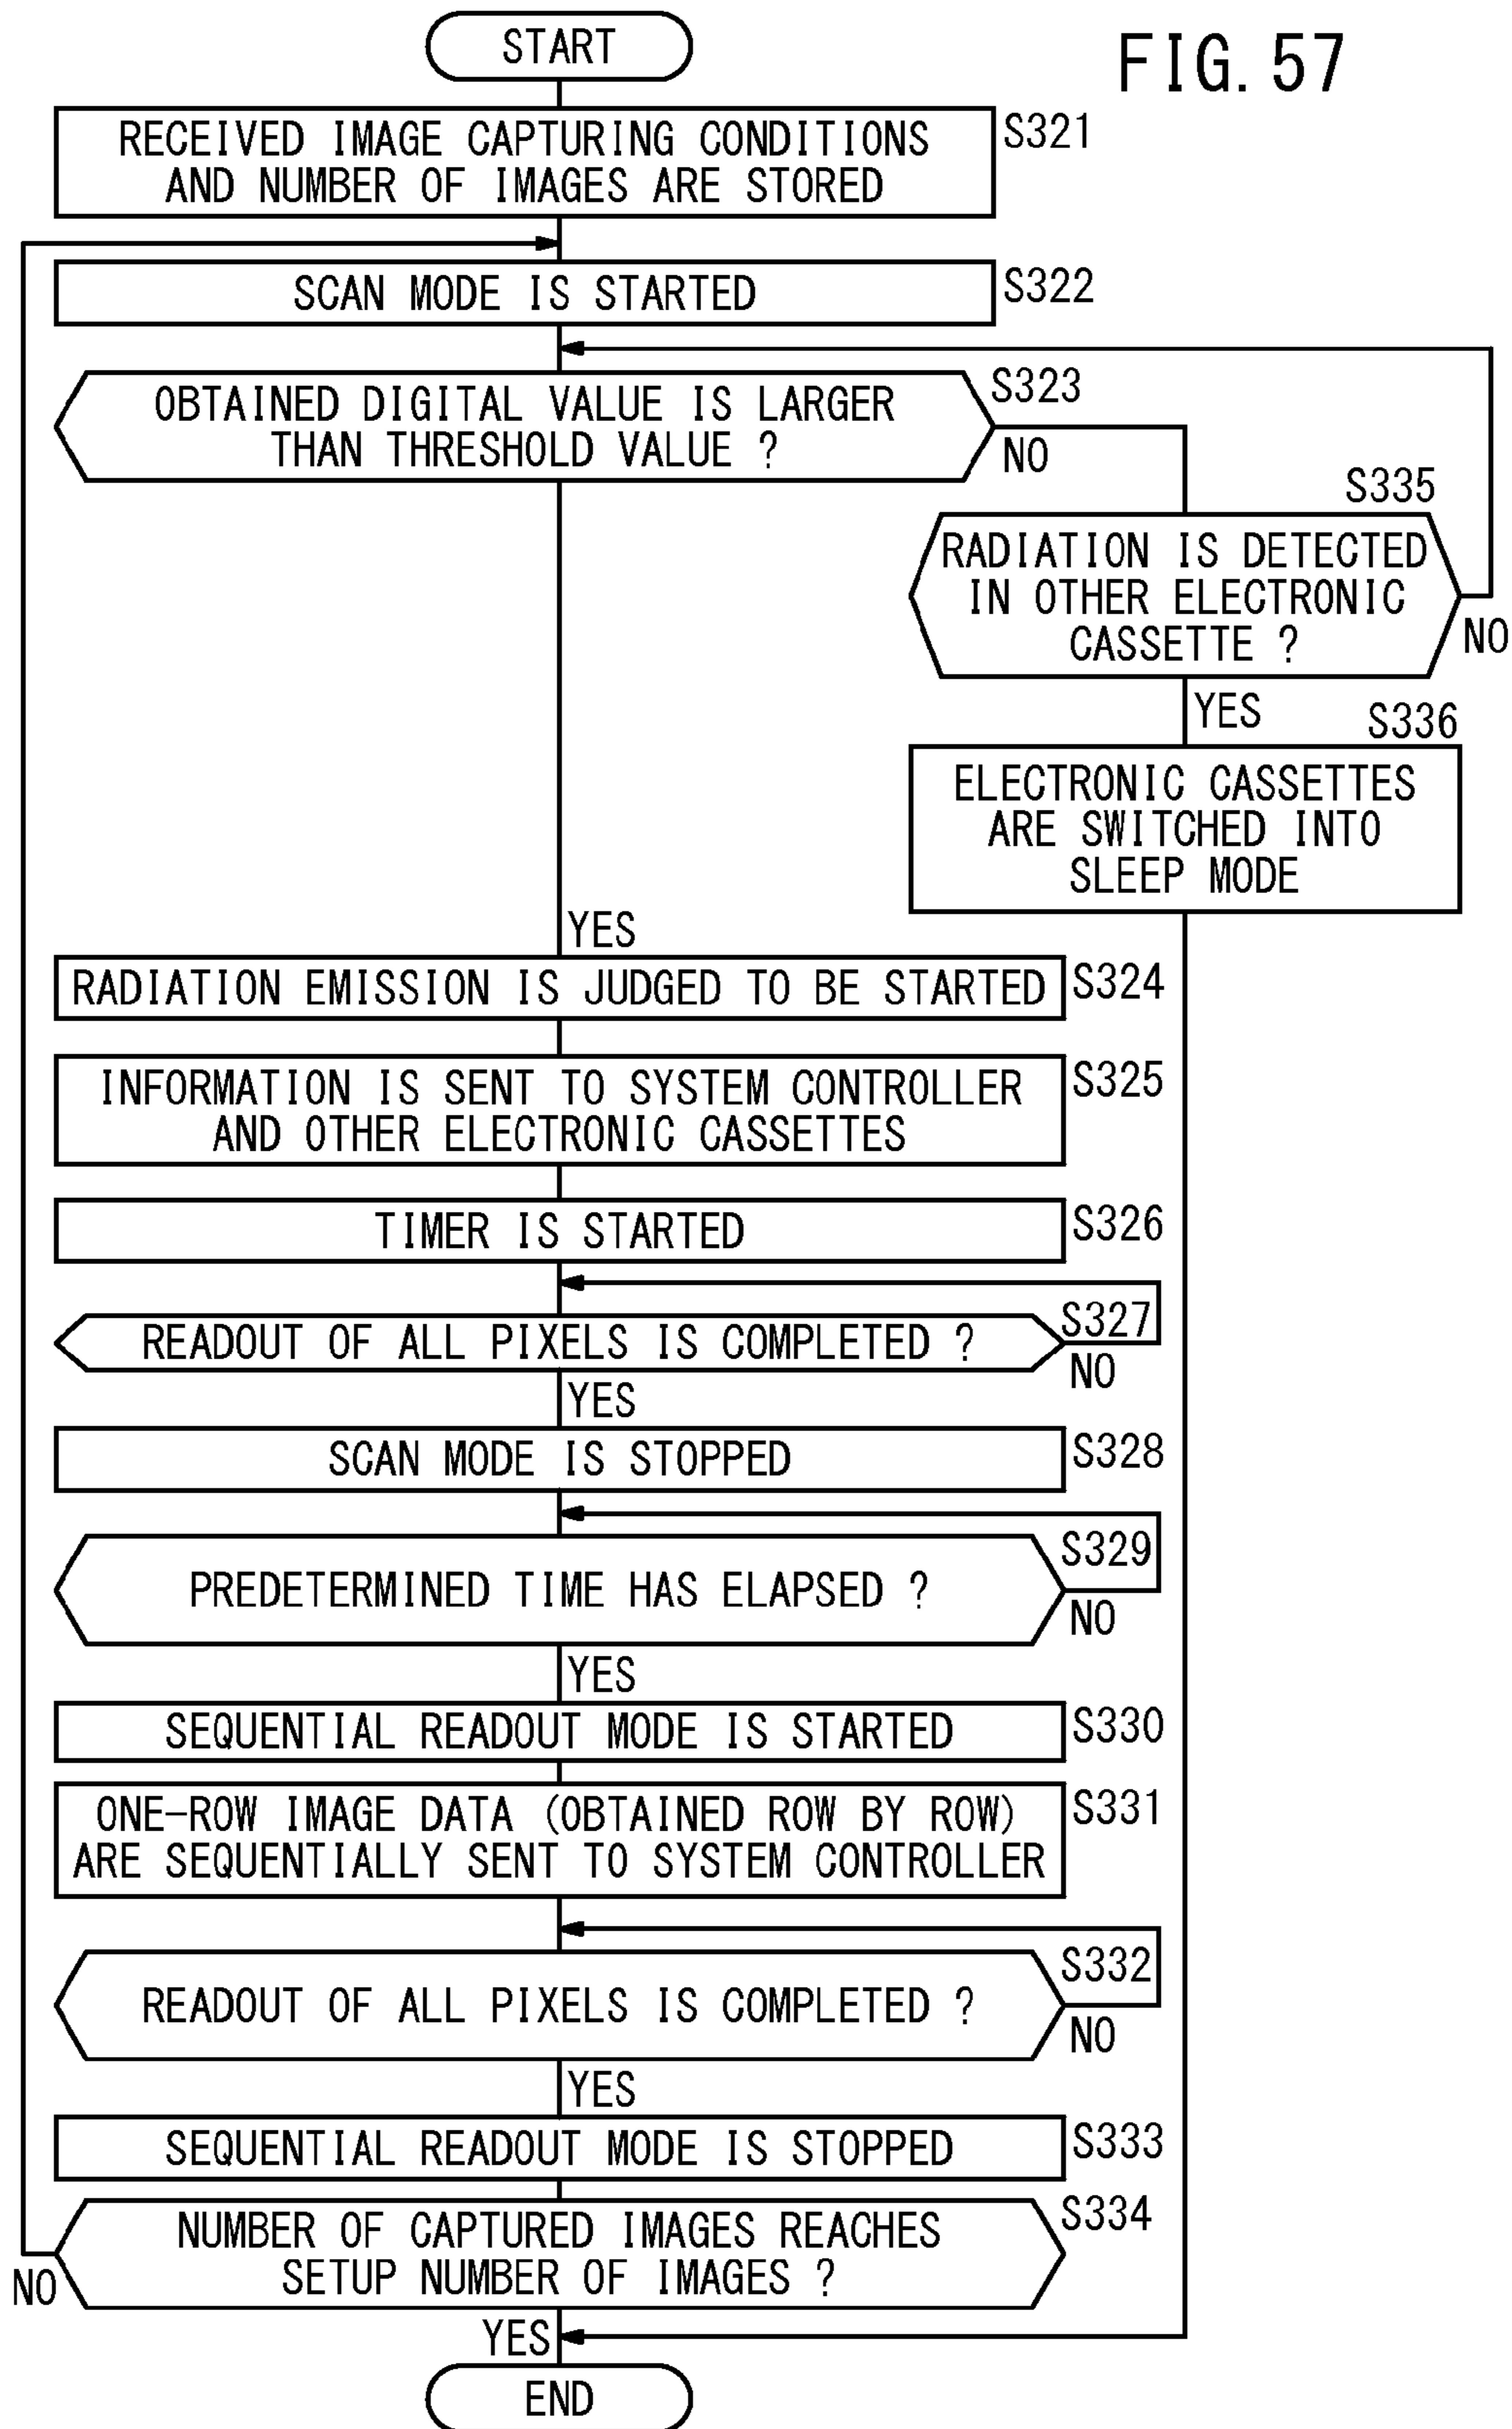 FIG. 57
START
RECEIVED IMAGE CAPTURING CONDITIONS
AND NUMBER OF IMAGES ARE STORED
S321
SCAN MODE IS STARTED
S322
OBTAINED DIGITAL VALUE IS LARGER
THAN THRESHOLD VALUE ?
S323
NO
S335
RADIATION IS DETECTED
IN OTHER ELECTRONIC
CASSETTE ?
NO
YES
S336
ELECTRONIC CASSETTES
ARE SWITCHED INTO
SLEEP MODE
YES
RADIATION EMISSION IS JUDGED TO BE STARTED
S324
INFORMATION IS SENT TO SYSTEM CONTROLLER
AND OTHER ELECTRONIC CASSETTES
S325
TIMER IS STARTED
S326
READOUT OF ALL PIXELS IS COMPLETED ?
S327
NO
YES
SCAN MODE IS STOPPED
S328
PREDETERMINED TIME HAS ELAPSED ?
S329
NO
YES
SEQUENTIAL READOUT MODE IS STARTED
S330
ONE-ROW IMAGE DATA (OBTAINED ROW BY ROW)
ARE SEQUENTIALLY SENT TO SYSTEM CONTROLLER
S331
READOUT OF ALL PIXELS IS COMPLETED ?
S332
NO
YES
SEQUENTIAL READOUT MODE IS STOPPED
S333
NUMBER OF CAPTURED IMAGES REACHES
SETUP NUMBER OF IMAGES ?
S334
NO
YES
END